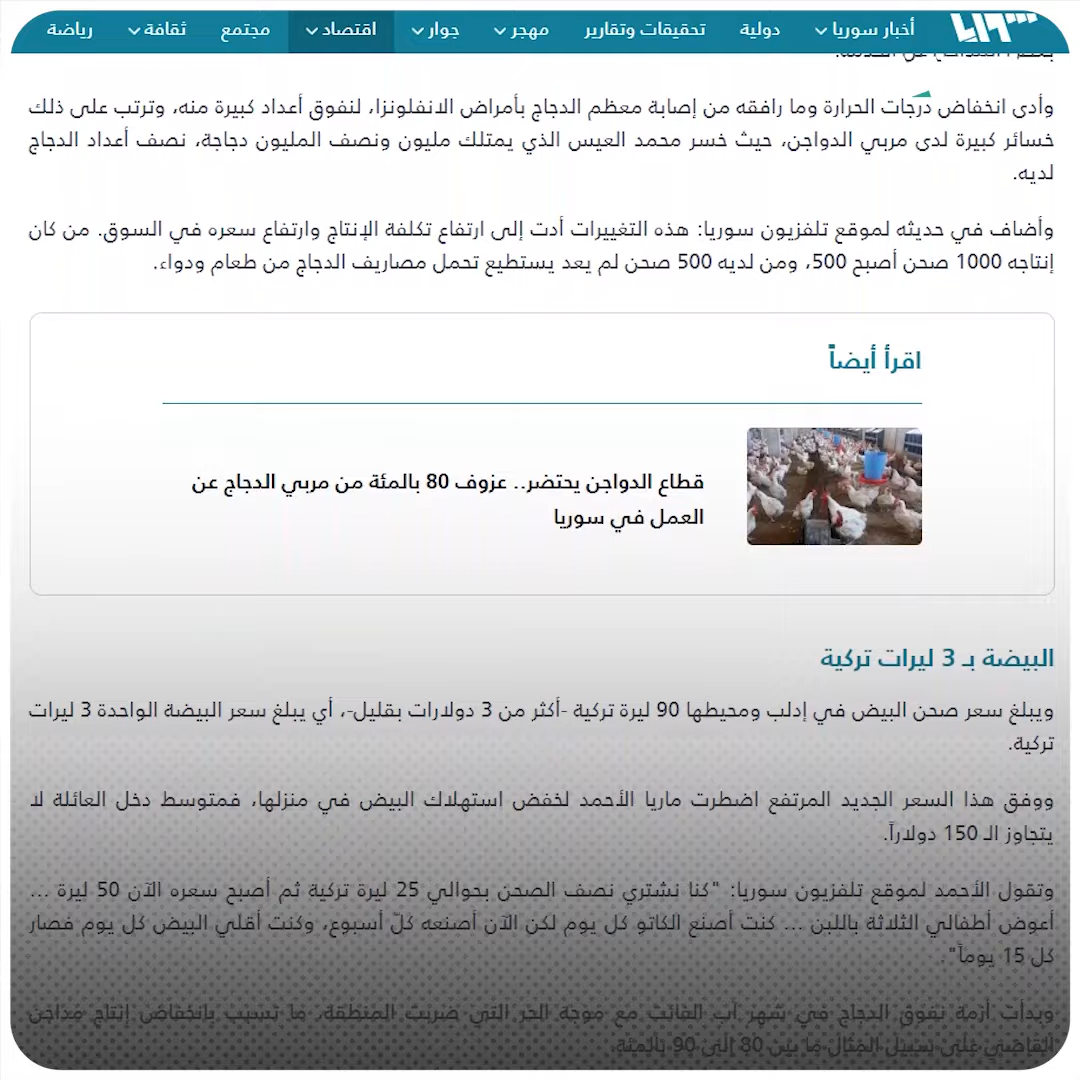 أخبار سوريا
دولية
تحقيقات وتقارير
مهجر
جوار
اقتصاد
مجتمع
ثقافة
رياضة
وأدى انخفاض درجات الحرارة وما رافقه من إصابة معظم الدجاج بأمراض الانفلونزا، لنفوق أعداد كبيرة منه، وترتب على ذلك
خسائر كبيرة لدى مربي الدواجن، حيث خسر محمد العيس الذي يمتلك مليون ونصف المليون دجاجة، نصف أعداد الدجاج
لديه.
وأضاف في حديثه لموقع تلفزيون سوريا: هذه التغييرات أدت إلى ارتفاع تكلفة الإنتاج وارتفاع سعره في السوق. من كان
إنتاجه 1000 صحن أصبح 500، ومن لديه 500 صحن لم يعد يستطيع تحمل مصاريف الدجاج من طعام ودواء.
اقرأ أيضاً
قطاع الدواجن يحتضر.. عزوف 80 بالمئة من مربي الدجاج عن
العمل في سوريا
البيضة بـ 3 ليرات تركية
ويبلغ سعر صحن البيض في إدلب ومحيطها 90 ليرة تركية -أكثر من 3 دولارات بقليل-، أي يبلغ سعر البيضة الواحدة 3 ليرات
تركية.
ووفق هذا السعر الجديد المرتفع اضطرت ماريا الأحمد لخفض استهلاك البيض في منزلها، فمتوسط دخل العائلة لا
يتجاوز الـ 150 دولاراً.
وتقول الأحمد لموقع تلفزيون سوريا: "كنا نشتري نصف الصحن بحوالي 25 ليرة تركية ثم أصبح سعره الآن 50 ليرة ...
أعوض أطفالي الثلاثة باللبن ... كنت أصنع الكاتو كل يوم لكن الآن أصنعه كلّ أسبوع، وكنت أقلي البيض كل يوم فصار
كل 15 يوماً".
وبدأت أزمة نفوق الدجاج في شهر آب الفائت مع موجة الحر التي ضربت المنطقة، ما تسبب بانخفاض إنتاج مداجن
القاضي على سبيل المثال ما بين 80 إلى 90 بالمئة.